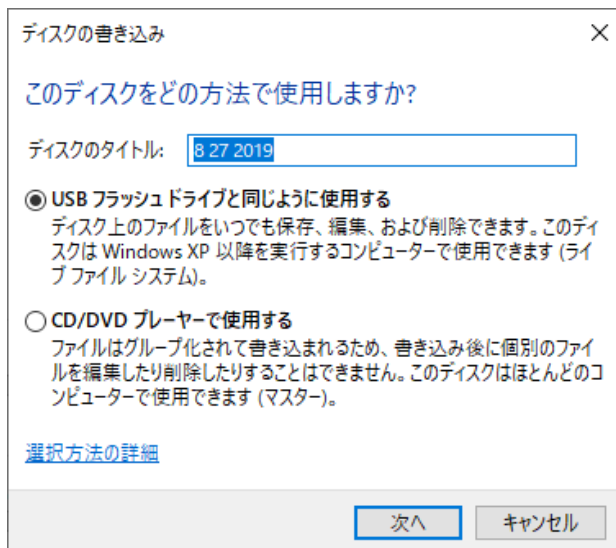 ディスクの書き込み
このディスクをどの方法で使用しますか?
ディスクのタイトル: 8 27 2019
USB フラッシュ ドライブと同じように使用する
ディスク上のファイルをいつでも保存、編集、および削除できます。このディ
スクは Windows XP 以降を実行するコンピューターで使用できます (ライ
ブ ファイル システム)。
CD/DVD プレーヤーで使用する
ファイルはグループ化されて書き込まれるため、書き込み後に個別のファイ
ルを編集したり削除したりすることはできません。このディスクはほとんどのコ
ンピューターで使用できます (マスター)。
選択方法の詳細
次へ キャンセル